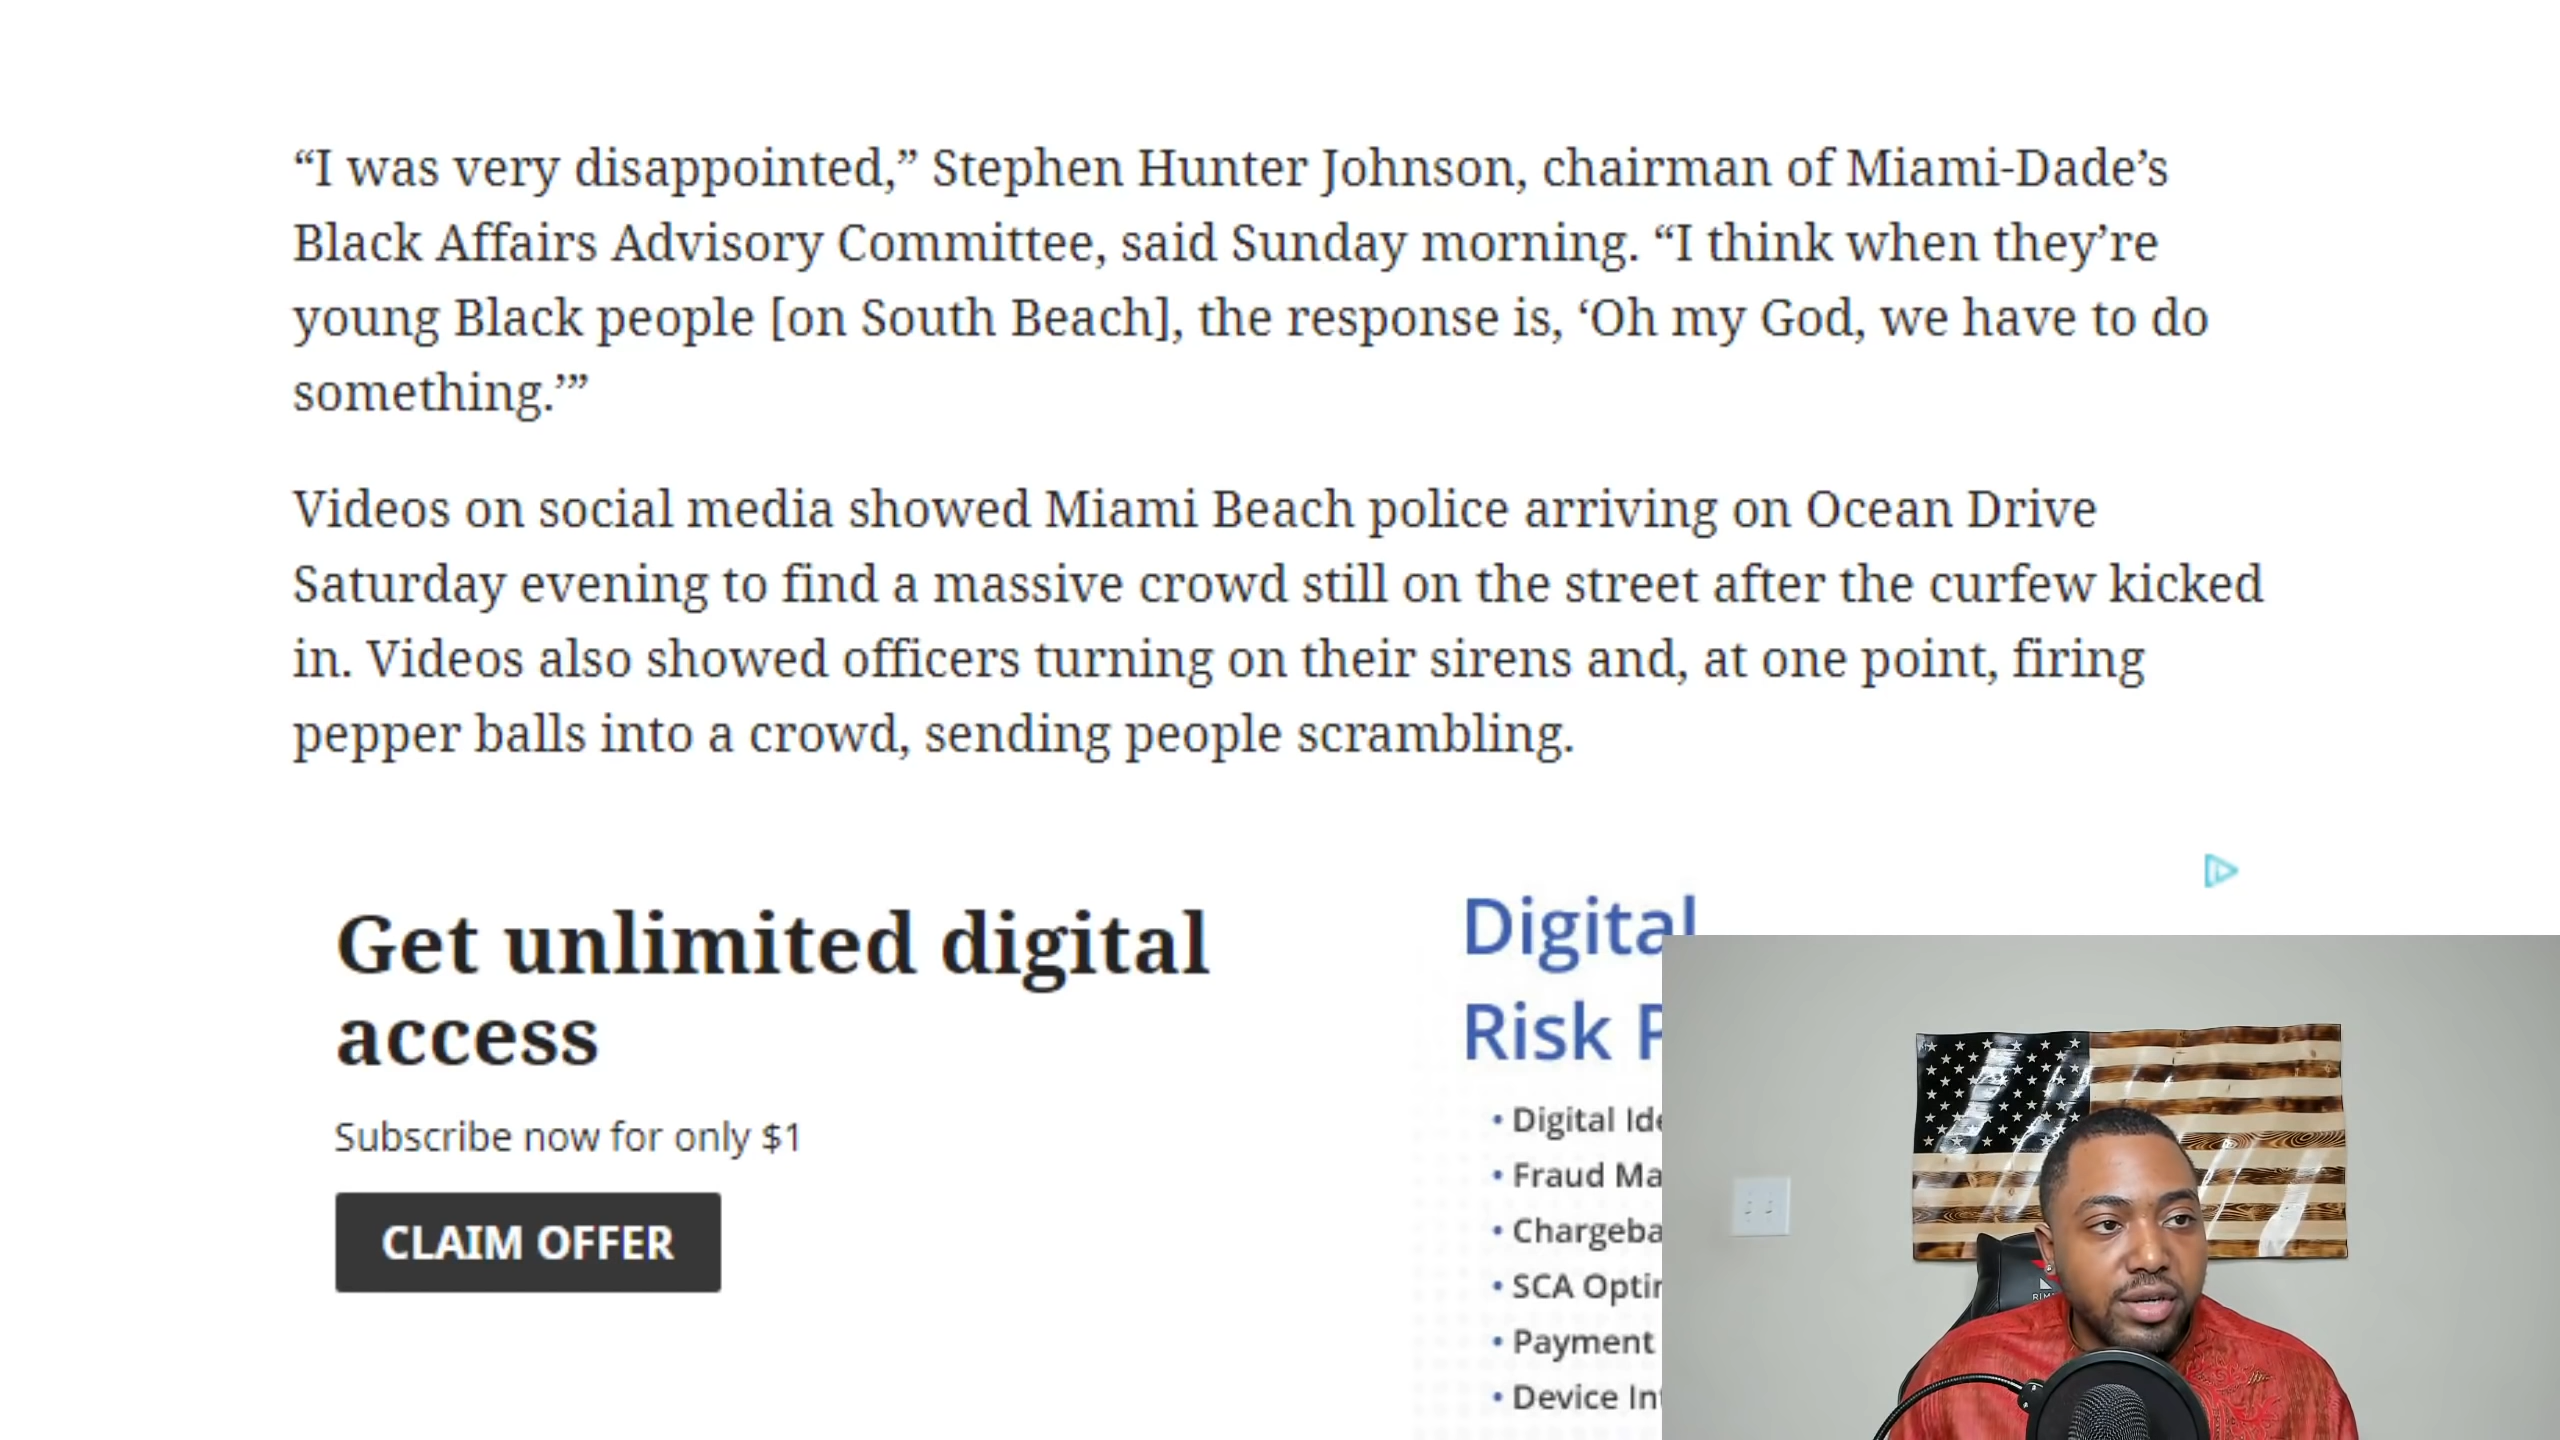 “I was very disappointed,” Stephen Hunter Johnson, chairman of Miami-Dade’s
Black Affairs Advisory Committee, said Sunday morning. “I think when they’re
young Black people [on South Beach], the response is, ‘Oh my God, we have to do
something.’”
Videos on social media showed Miami Beach police arriving on Ocean Drive
Saturday evening to find a massive crowd still on the street after the curfew kicked
in. Videos also showed officers turning on their sirens and, at one point, firing
pepper balls into a crowd, sending people scrambling.
Get unlimited digital
access
Subscribe now for only $1
CLAIM OFFER
Digital
Risk
• Digital
• Fraud
•
• SCA
• Payment
• Device